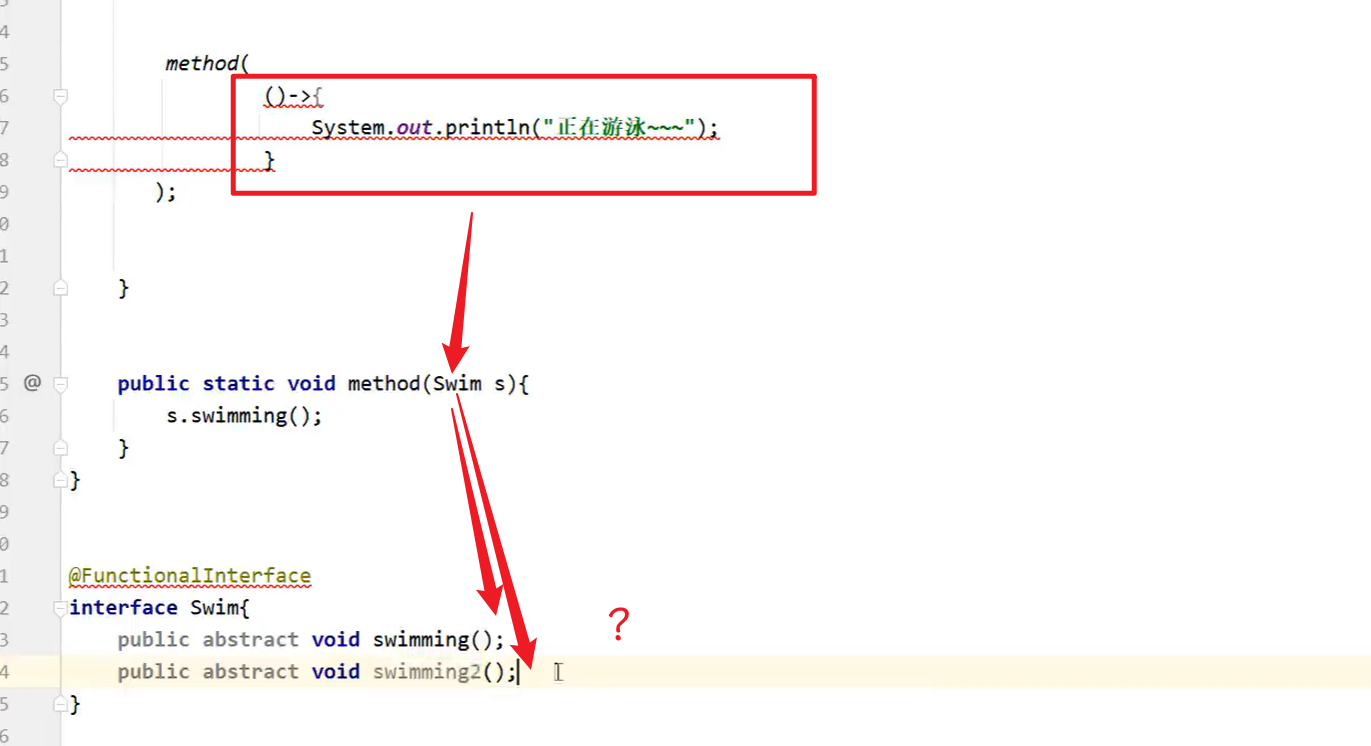 4
5 method(
6 ()->{
7 System.out.println("正在游泳~~~");
8 }
9 );
0
1
2 }
3
4
5 @ public static void method(Swim s){
6 s.swimming();
7 }
8 }
9
0
1 @FunctionalInterface
2 interface Swim{
3 public abstract void swimming();
4 public abstract void swimming2();
5 }
6
?